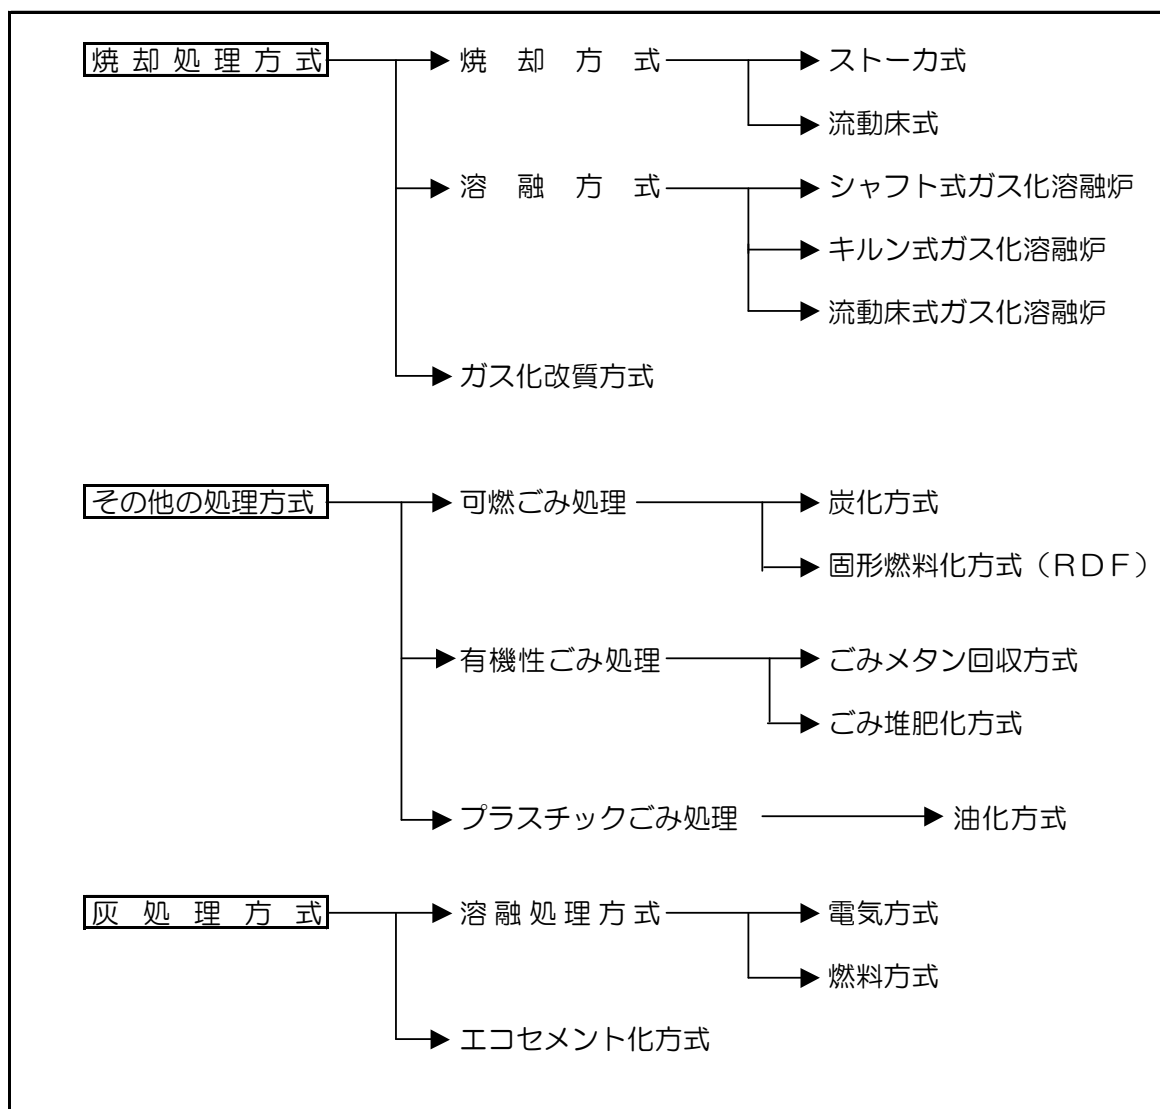 焼却処理方式 焼却方式 ストーカ式
流動床式
溶融方式 シャフト式ガス化溶融炉
キルン式ガス化溶融炉
流動床式ガス化溶融炉
ガス化改質方式
その他の処理方式 可燃ごみ処理 炭化方式
固形燃料化方式（ＲＤＦ）
有機性ごみ処理 ごみメタン回収方式
ごみ堆肥化方式
プラスチックごみ処理 油化方式
灰処理方式 溶融処理方式 電気方式
燃料方式
エコセメント化方式